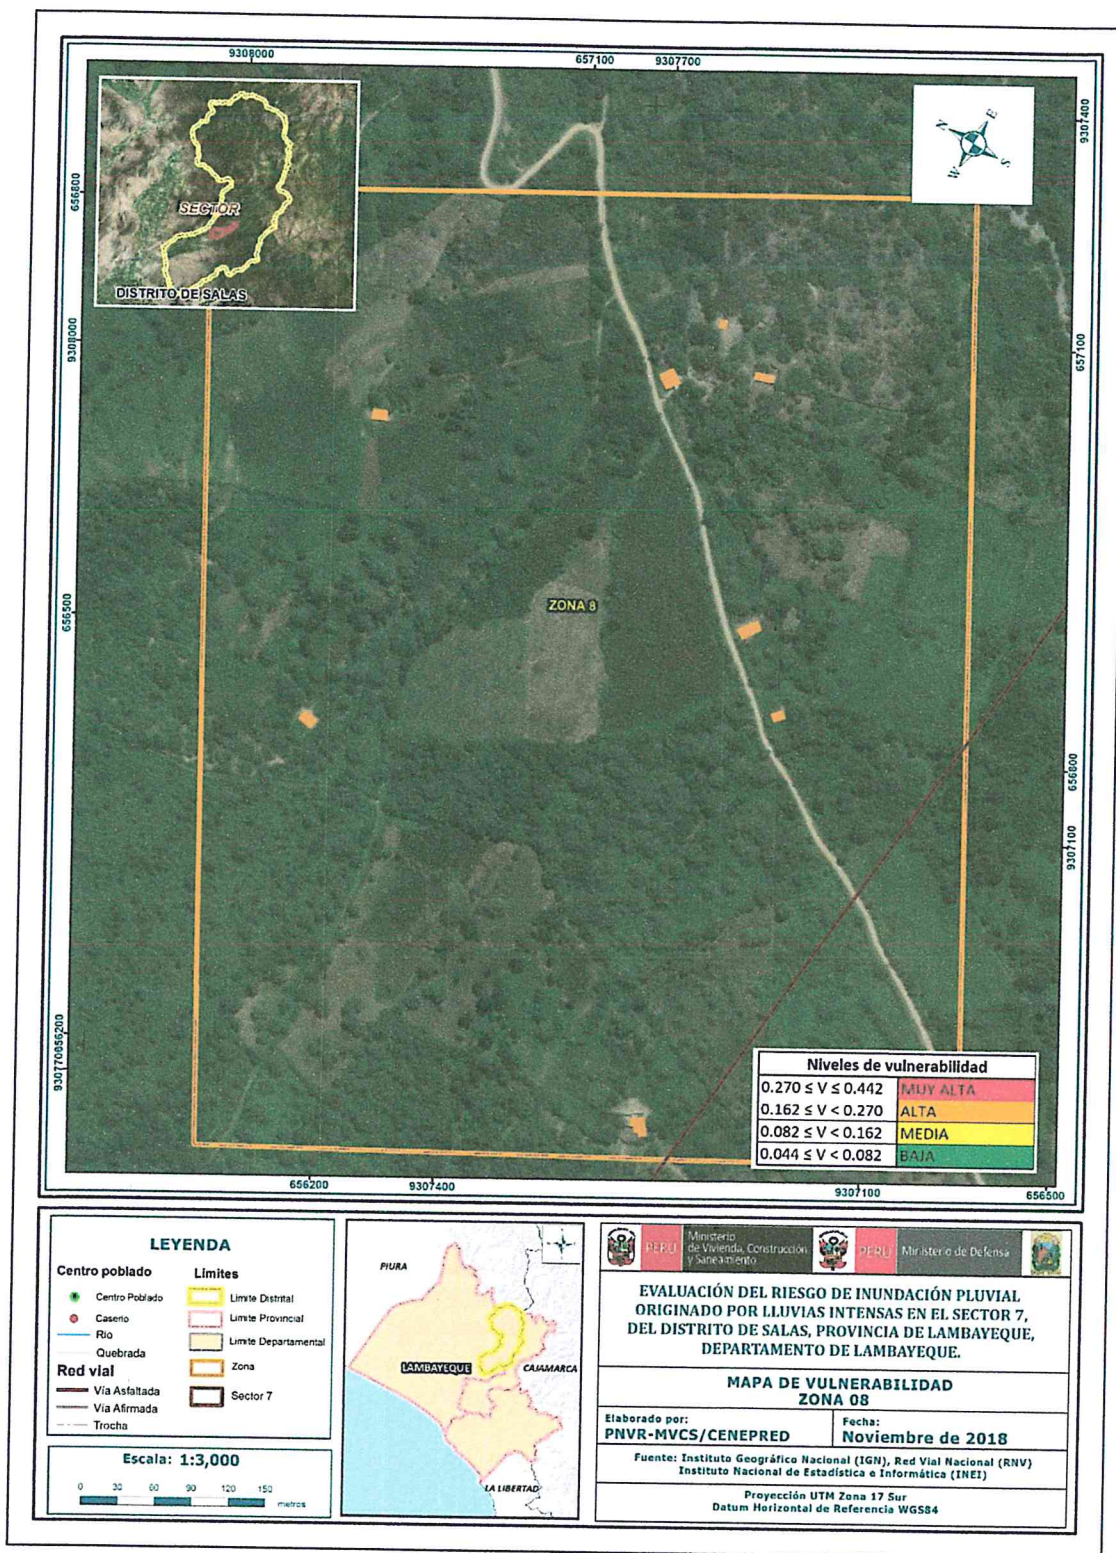 9308000
657100
9307700
9307400
656800
9308000
657100
656500
656800
9307100
656200
9307700
656200
9307400
9307100
656500
SECTOR
DISTRITO DE SALAS
N
E
S
W
ZONA 8
Niveles de vulnerabilidad
0.270 ≤ V ≤ 0.442 MUY ALTA
0.162 ≤ V < 0.270 ALTA
0.082 ≤ V < 0.162 MEDIA
0.044 ≤ V < 0.082 BAJA
LEYENDA
Centro poblado
Centro Poblado
Caserio
Rio
Quebrada
Red vial
Vía Asfaltada
Vía Afirmada
Trocha
Límites
Limite Distrital
Limite Provincial
Limite Departamental
Zona
Sector 7
Escala: 1:3,000
0 30 60 90 120 150
metros
PIURA
LAMBAYEQUE
CAJAMARCA
LA LIBERTAD
PERÚ
Ministerio
de Vivienda, Construcción
y Saneamiento
PERÚ
Ministerio de Defensa
EVALUACIÓN DEL RIESGO DE INUNDACIÓN PLUVIAL
ORIGINADO POR LLUVIAS INTENSAS EN EL SECTOR 7,
DEL DISTRITO DE SALAS, PROVINCIA DE LAMBAYEQUE,
DEPARTAMENTO DE LAMBAYEQUE.
MAPA DE VULNERABILIDAD
ZONA 08
Elaborado por:
PNVR-MVCS/CENEPRED
Fecha:
Noviembre de 2018
Fuente: Instituto Geográfico Nacional (IGN), Red Vial Nacional (RNV)
Instituto Nacional de Estadística e Informática (INEI)
Proyección UTM Zona 17 Sur
Datum Horizontal de Referencia WGS84